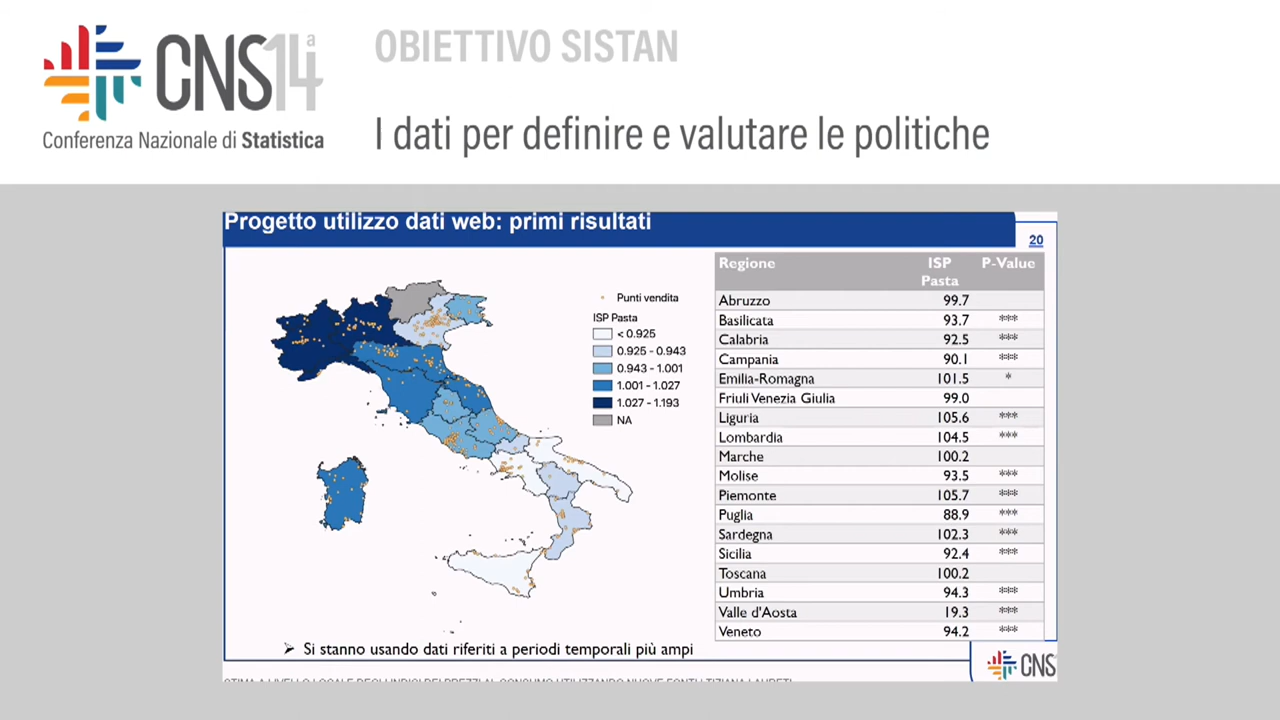 CNS14ª
Conferenza Nazionale di Statistica
OBIETTIVO SISTAN
I dati per definire e valutare le politiche
Progetto utilizzo dati web: primi risultati
20
Punti vendita
ISP Pasta
< 0.925
0.925 - 0.943
0.943 - 1.001
1.001 - 1.027
1.027 - 1.193
NA
Regione ISP Pasta P-Value
Abruzzo 99.7
Basilicata 93.7 ***
Calabria 92.5 ***
Campania 90.1 ***
Emilia-Romagna 101.5 *
Friuli Venezia Giulia 99.0
Liguria 105.6 ***
Lombardia 104.5 ***
Marche 100.2
Molise 93.5 ***
Piemonte 105.7 ***
Puglia 88.9 ***
Sardegna 102.3 ***
Sicilia 92.4 ***
Toscana 100.2
Umbria 94.3 ***
Valle d'Aosta 19.3 ***
Veneto 94.2 ***
➢ Si stanno usando dati riferiti a periodi temporali più ampi
CNS